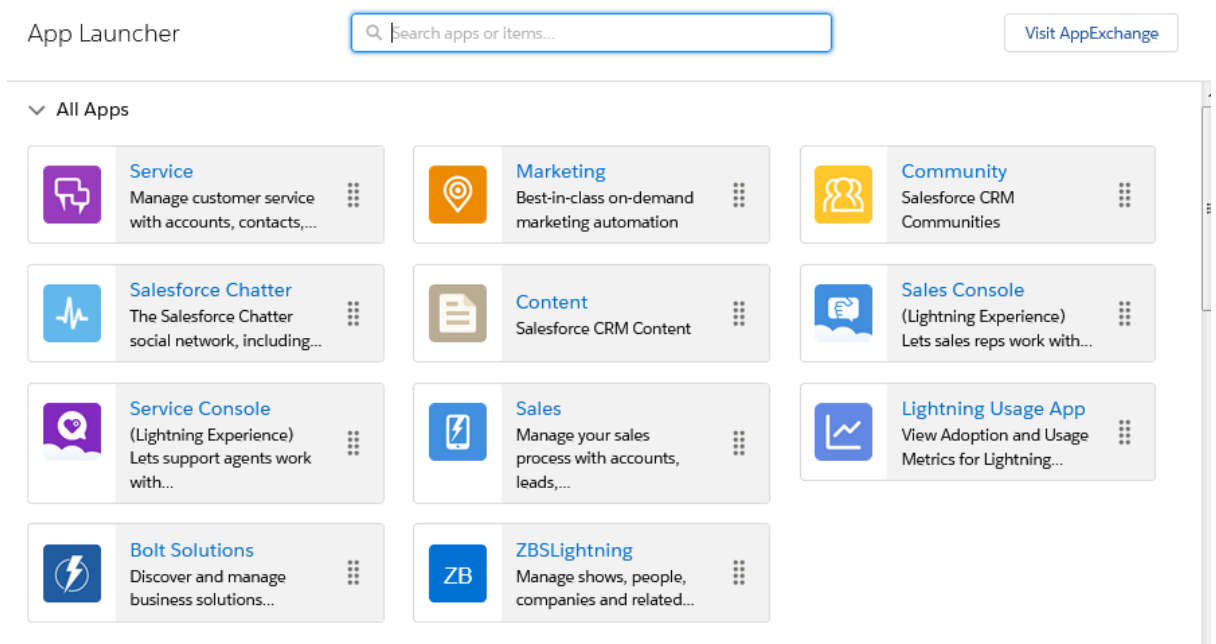 App Launcher
Search apps or items...
Visit AppExchange
All Apps
Service
Manage customer service
with accounts, contacts,...
Marketing
Best-in-class on-demand
marketing automation
Community
Salesforce CRM
Communities
Salesforce Chatter
The Salesforce Chatter
social network, including...
Content
Salesforce CRM Content
Sales Console
(Lightning Experience)
Lets sales reps work with...
Service Console
(Lightning Experience)
Lets support agents work
with...
Sales
Manage your sales
process with accounts,
leads,...
Lightning Usage App
View Adoption and Usage
Metrics for Lightning...
Bolt Solutions
Discover and manage
business solutions...
ZB
ZBSLightning
Manage shows, people,
companies and related...